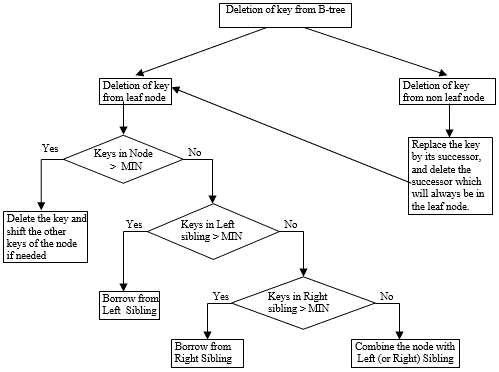 Deletion of key from B-tree
Deletion of key
from leaf node
Deletion of key
from non leaf node
Yes
Keys in Node
> MIN
No
Replace the key
by its successor,
and delete the
successor which
will always be in
the leaf node.
Delete the key and
shift the other
keys of the node
if needed
Yes
Keys in Left
sibling > MIN
No
Borrow from
Left Sibling
Yes
Keys in Right
sibling > MIN
No
Borrow from
Right Sibling
Combine the node with
Left (or Right) Sibling